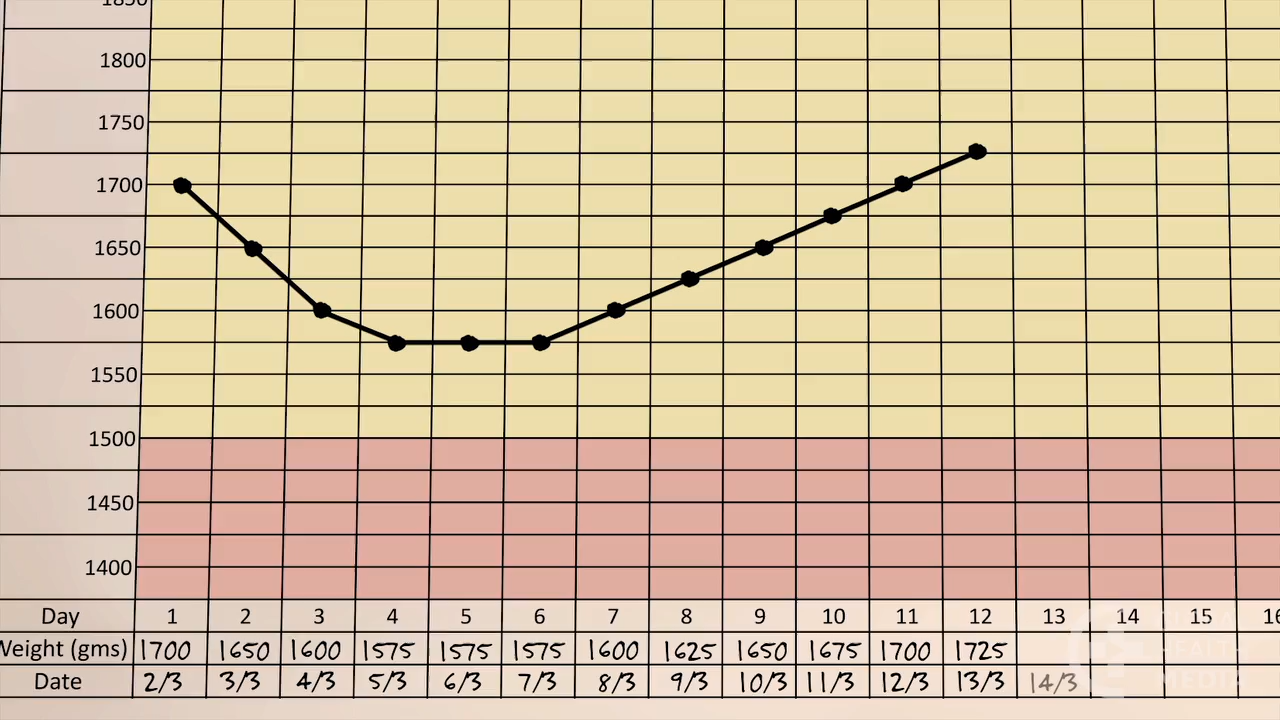 1850
1800
1750
1700
1650
1600
1550
1500
1450
1400
Day 1 2 3 4 5 6 7 8 9 10 11 12 13 14 15 16
Weight (gms) 1700 1650 1600 1575 1575 1575 1600 1625 1650 1675 1700 1725
Date 2/3 3/3 4/3 5/3 6/3 7/3 8/3 9/3 10/3 11/3 12/3 13/3 14/3
GLOBAL
HEALTH
MEDIA